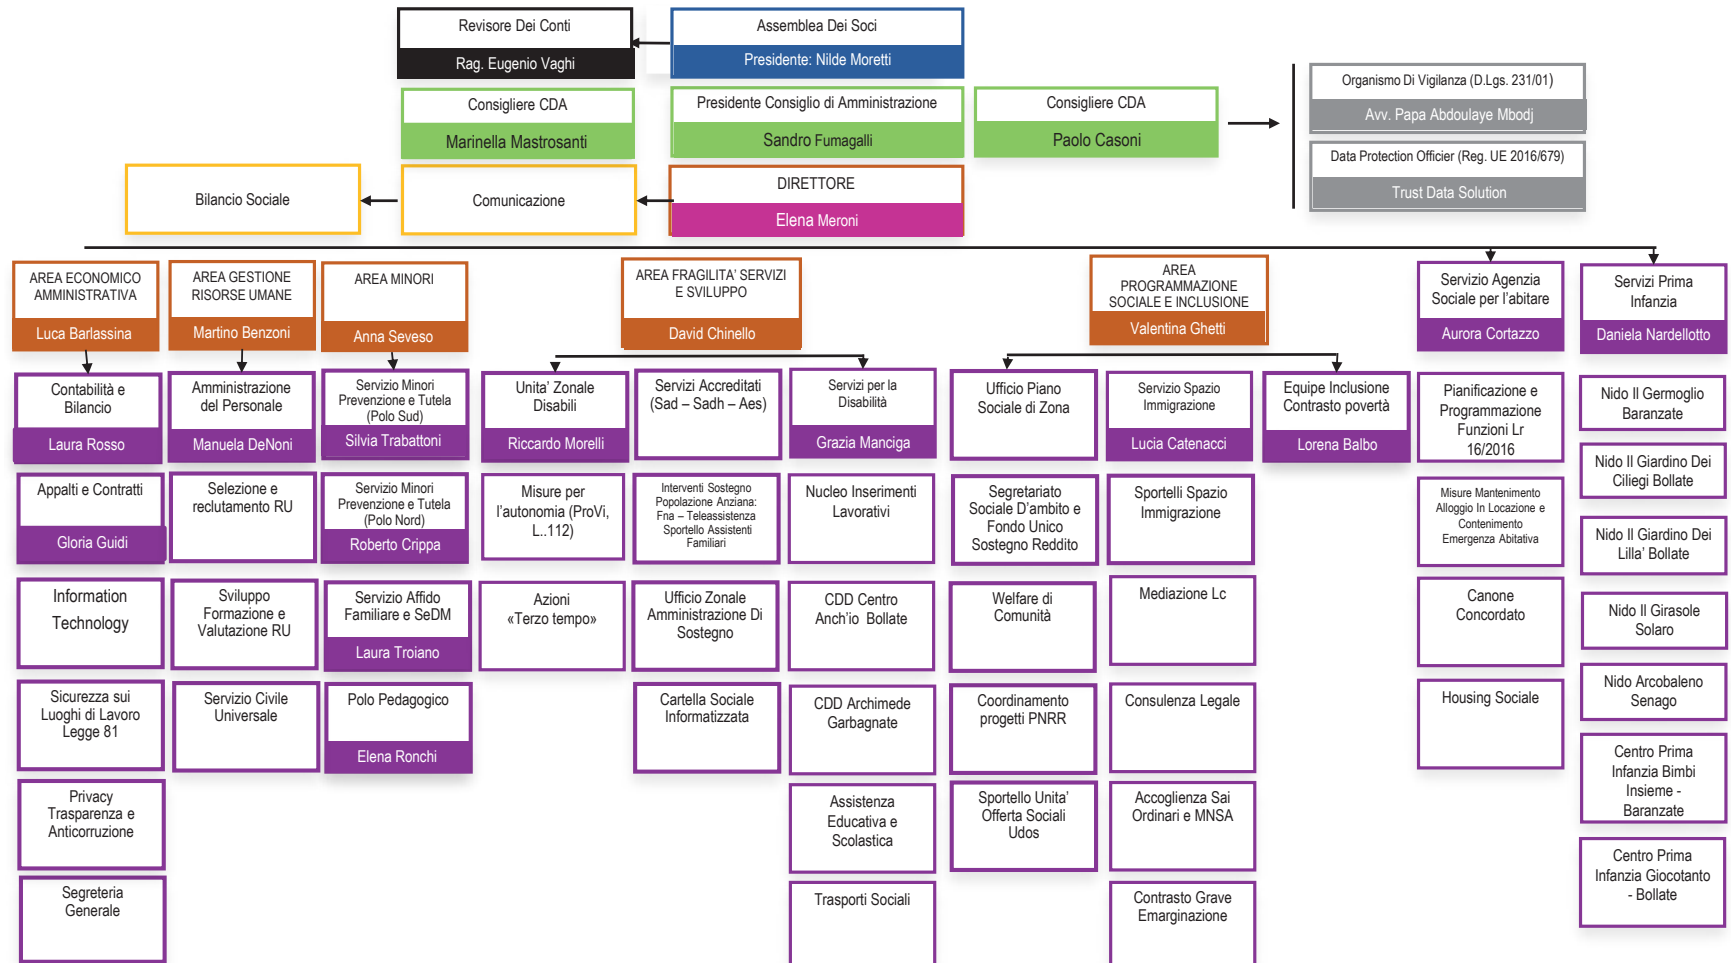 Revisore Dei Conti
Rag. Eugenio Vaghi
Assemblea Dei Soci
Presidente: Nilde Moretti
Consigliere CDA
Marinella Mastrosanti
Presidente Consiglio di Amministrazione
Sandro Fumagalli
Consigliere CDA
Paolo Casoni
Organismo Di Vigilanza (D.Lgs. 231/01)
Avv. Papa Abdoulaye Mbodj
Data Protection Officier (Reg. UE 2016/679)
Trust Data Solution
Bilancio Sociale
Comunicazione
DIRETTORE
Elena Meroni
AREA ECONOMICO
AMMINISTRATIVA
Luca Barlassina
AREA GESTIONE
RISORSE UMANE
Martino Benzoni
AREA MINORI
Anna Seveso
AREA FRAGILITA' SERVIZI
E SVILUPPO
David Chinello
AREA
PROGRAMMAZIONE
SOCIALE E INCLUSIONE
Valentina Ghetti
Servizio Agenzia
Sociale per l'abitare
Aurora Cortazzo
Servizi Prima
Infanzia
Daniela Nardellotto
Contabilità e
Bilancio
Laura Rosso
Appalti e Contratti
Gloria Guidi
Information
Technology
Sicurezza sui
Luoghi di Lavoro
Legge 81
Privacy
Trasparenza e
Anticorruzione
Segreteria
Generale
Amministrazione
del Personale
Manuela DeNoni
Selezione e
reclutamento RU
Sviluppo
Formazione e
Valutazione RU
Servizio Civile
Universale
Servizio Minori
Prevenzione e Tutela
(Polo Sud)
Silvia Trabattoni
Servizio Minori
Prevenzione e Tutela
(Polo Nord)
Roberto Crippa
Servizio Affido
Familiare e SeDM
Laura Troiano
Polo Pedagogico
Elena Ronchi
Unita' Zonale
Disabili
Riccardo Morelli
Misure per
l'autonomia (ProVi,
L..112)
Azioni
«Terzo tempo»
Servizi Accreditati
(Sad – Sadh – Aes)
Interventi Sostegno
Popolazione Anziana:
Fna – Teleassistenza
Sportello Assistenti
Familiari
Ufficio Zonale
Amministrazione Di
Sostegno
Cartella Sociale
Informatizzata
Servizi per la
Disabilità
Grazia Manciga
Nucleo Inserimenti
Lavorativi
CDD Centro
Anch'io Bollate
CDD Archimede
Garbagnate
Assistenza
Educativa e
Scolastica
Trasporti Sociali
Ufficio Piano
Sociale di Zona
Segretariato
Sociale D'ambito e
Fondo Unico
Sostegno Reddito
Welfare di
Comunità
Coordinamento
progetti PNRR
Sportello Unita'
Offerta Sociali
Udos
Servizio Spazio
Immigrazione
Lucia Catenacci
Sportelli Spazio
Immigrazione
Mediazione Lc
Consulenza Legale
Accoglienza Sai
Ordinari e MNSA
Contrasto Grave
Emarginazione
Equipe Inclusione
Contrasto povertà
Lorena Balbo
Pianificazione e
Programmazione
Funzioni Lr
16/2016
Misure Mantenimento
Alloggio In Locazione e
Contenimento
Emergenza Abitativa
Canone
Concordato
Housing Sociale
Nido Il Germoglio
Baranzate
Nido Il Giardino Dei
Ciliegi Bollate
Nido Il Giardino Dei
Lilla' Bollate
Nido Il Girasole
Solaro
Nido Arcobaleno
Senago
Centro Prima
Infanzia Bimbi
Insieme -
Baranzate
Centro Prima
Infanzia Giocotanto
- Bollate